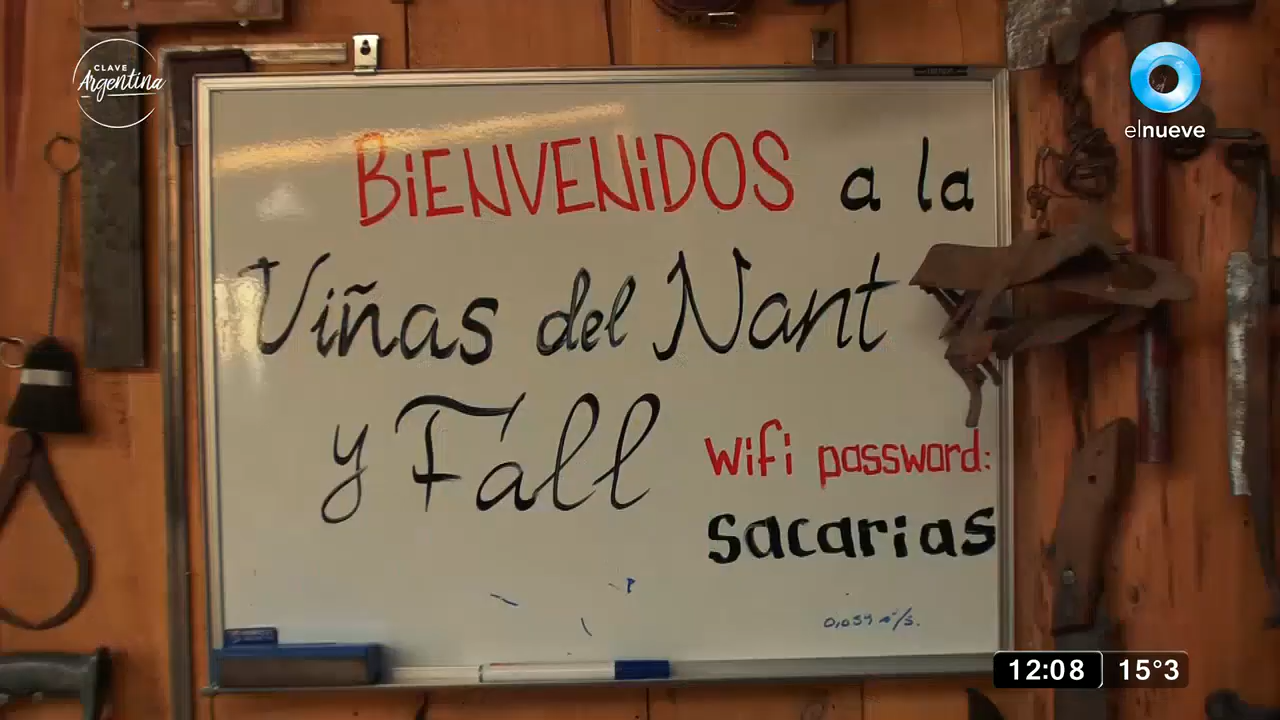 CLAVE
Argentina
elnueve
BiENVENiDOS a la
Viñas del Nant
y Fall
Wifi password:
sacarias
12:08 15°3